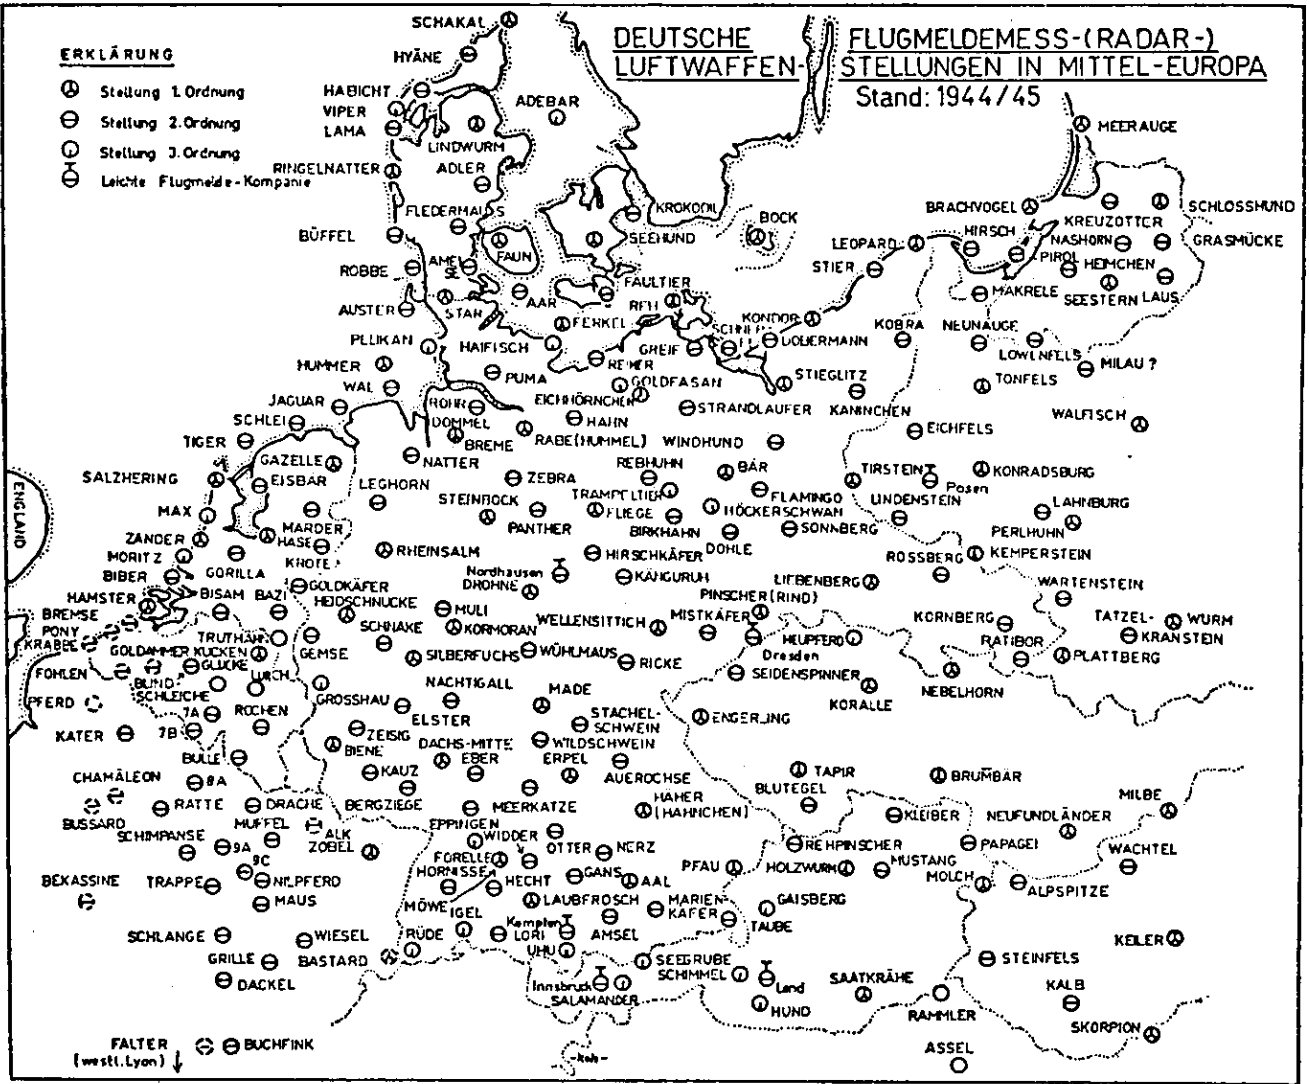 DEUTSCHE FLUGMELDEMESS-(RADAR-)
LUFTWAFFEN-STELLUNGEN IN MITTEL-EUROPA
Stand: 1944/45
ERKLÄRUNG
Stellung 1. Ordnung
Stellung 2. Ordnung
Stellung 3. Ordnung
Leichte Flugmelde-Kompanie
SCHAKAL
HYÄNE
HABICHT
VIPER
LAMA
ADEBAR
LINDWURM
RINGELNATTER
ADLER
MEERAUGE
FLEDERMAUS
KROKODIL
BOCK
BRACHVOGEL
KREUZOTTER
SCHLOSSHUND
BÜFFEL
FAUN
SEEHUND
LEOPARD
HIRSCH
NASHORN
GRASMÜCKE
ROBBE
AMEISE
STIER
PIROL
HEIMCHEN
AUSTER
STAR
AAR
FAULTIER
REH
MAKRELE
SEESTERN
LAUS
PELIKAN
HAIFISCH
FERKEL
KONDOR
KOBRA
NEUNAUGE
LÖWENFELS
HUMMER
PUMA
REIHER
GREIF
DOBERMANN
MILAU ?
WAL
GOLDFASAN
STIEGLITZ
TONFELS
JAGUAR
ROHR
DOMMEL
EICHHÖRNCHEN
STRANDLAUFER
KANINCHEN
SCHLEI
HAHN
WALFISCH
TIGER
BREME
RABE (HUMMEL)
WINDHUND
EICHFELS
GAZELLE
NATTER
SALZHERING
EISBAR
LEGHORN
ZEBRA
REBHUHN
BÄR
TIRSTEIN
Posen
KONRADSBURG
STEINBOCK
TRAMPELTIER
FLAMINGO
LINDENSTEIN
LAHNBURG
MAX
MARDER
PANTHER
FLIEGE
HÖCKERSCHWAN
PERLHUHN
ZANDER
HASE
BIRKHAHN
DOHLE
SONNBERG
MORITZ
KRÖTE
RHEINSALM
HIRSCHKÄFER
ROSSBERG
KEMPERSTEIN
BIBER
GORILLA
Nordhausen
DROHNE
KÄNGURUH
LIEBENBERG
WARTENSTEIN
GOLDKÄFER
HAMSTER
BISAM
BAZI
HEIDSCHNUCKE
MULI
PINSCHER (RIND)
BREMSE
PONY
KRABBE
TRUTHAHN
KUCKEN
SCHNAKE
KORMORAN
WELLENSITTICH
MISTKÄFER
KORNBERG
TATZEL-WURM
KRANSTEIN
GOLDAMMER
GLUCKE
GEMSE
SILBERFUCHS
WÜHLMAUS
RICKE
HEUPFERD
Dresden
RATIBOR
PLATTBERG
FOHLEN
BLIND
SCHLEICHE
LURCH
SEIDENSPINNER
NEBELHORN
PFERD
GROSSHAU
NACHTIGALL
MADE
KORALLE
7A
ROCHEN
ELSTER
STACHEL-
SCHWEIN
ENGERLING
KATER
7B
ZEISIG
BIENE
DACHS-MITTE
WILDSCHWEIN
BULLE
EBER
ERPEL
CHAMÄLEON
8A
KAUZ
AUEROCHSE
TAPIR
BRUMBÄR
BUSSARD
RATTE
DRACHE
BERGZIEGE
MEERKATZE
HÄHER
(HÄHNCHEN)
BLUTEGEL
KLEIBER
NEUFUNDLÄNDER
MILBE
SCHIMPANSE
MUFFEL
ALK
ZOBEL
EPPINGEN
WIDDER
OTTER
NERZ
REHPINSCHER
PAPAGEI
WACHTEL
9A
9C
FORELLE
PFAU
HOLZWURM
MUSTANG
MOLCH
ALPSPITZE
BEKASSINE
TRAPPE
NILPFERD
HORNISSE
HECHT
GANS
AAL
MAUS
MÖWE
LAUBFROSCH
MARIEN-
KÄFER
GAISBERG
SCHLANGE
WIESEL
IGEL
Kempten
LORI
AMSEL
TAUBE
KEILER
GRILLE
BASTARD
RÜDE
UHU
SEEGRUBE
STEINFELS
DACKEL
Innsbruck
SALAMANDER
SCHIMMEL
SAATKRÄHE
KALB
HUND
RAMMLER
SKORPION
FALTER
(westl. Lyon)
BUCHFINK
-koh-
ASSEL
ENGLAND